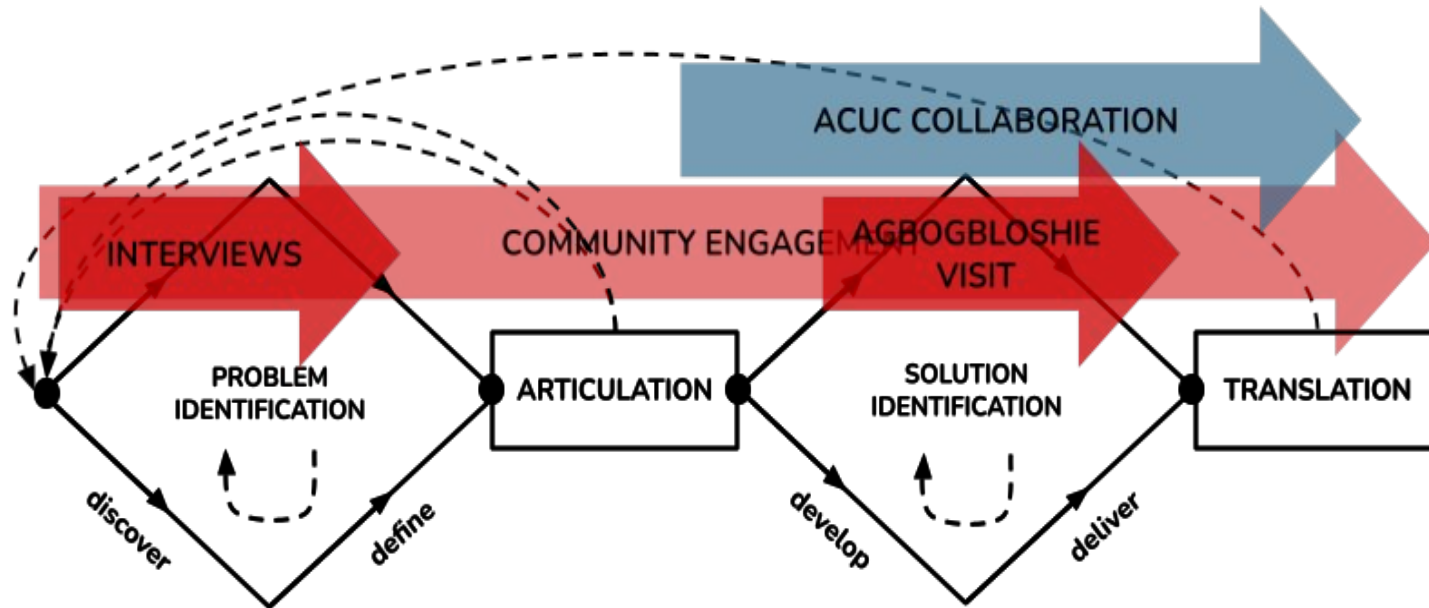 ACUC COLLABORATION
INTERVIEWS
COMMUNITY ENGAGEMENT
AGBOGBLOSHIE
VISIT
PROBLEM
IDENTIFICATION
ARTICULATION
SOLUTION
IDENTIFICATION
TRANSLATION
discover
define
develop
deliver